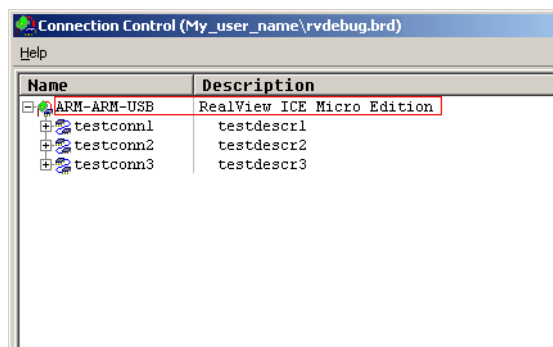 Connection Control (My_user_name\rvdebug.brd)
Help
Name Description
ARM-ARM-USB RealView ICE Micro Edition
testconn1 testdescr1
testconn2 testdescr2
testconn3 testdescr3